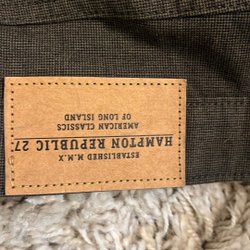 ESTABLISHED M.M.X
HAMPTON REPUBLIC 27
AMERICAN CLASSICS
OF LONG ISLAND